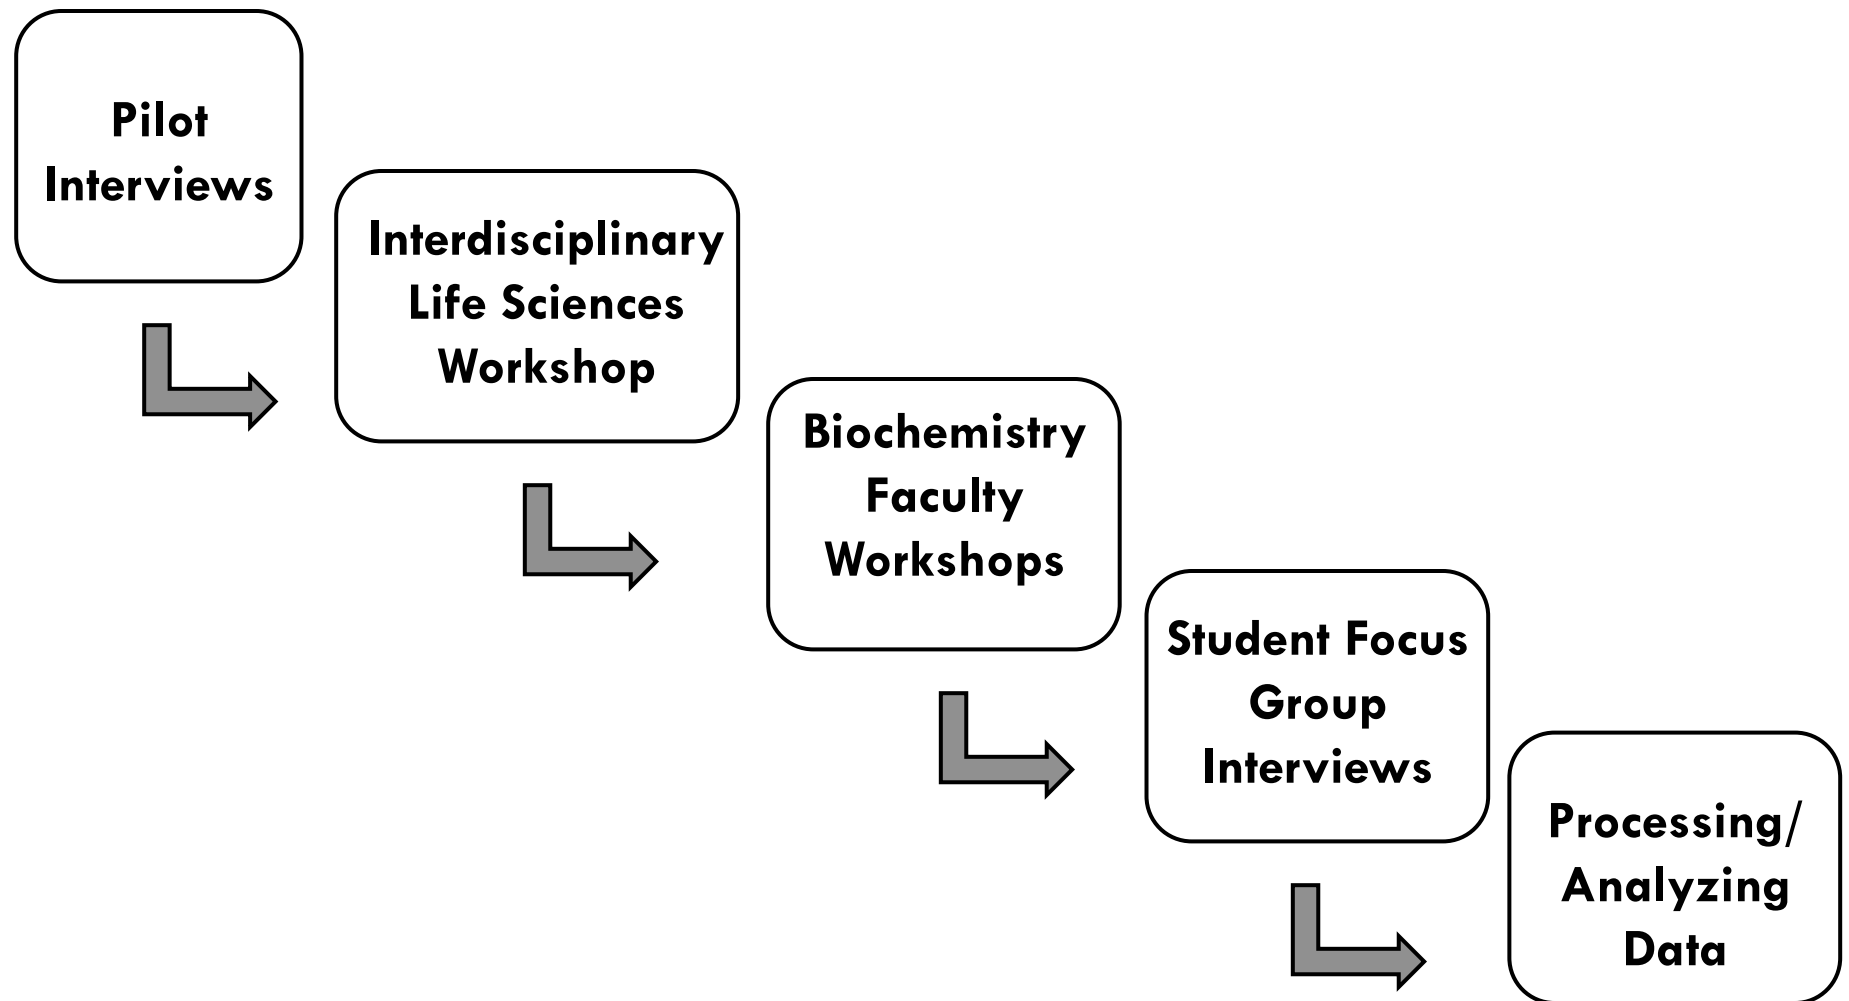 Pilot
Interviews
Interdisciplinary
Life Sciences
Workshop
Biochemistry
Faculty
Workshops
Student Focus
Group
Interviews
Processing/
Analyzing
Data